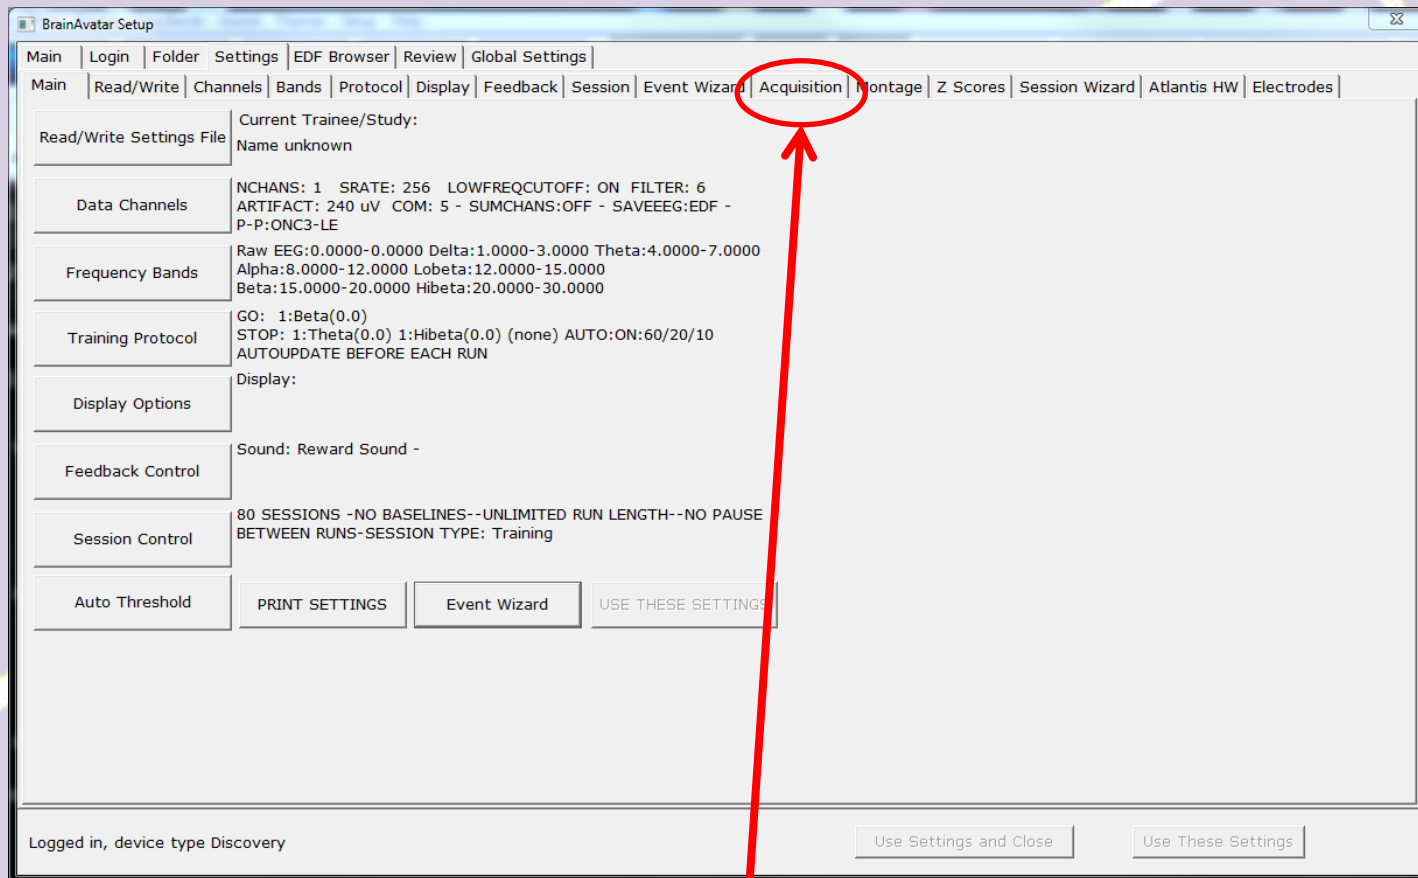 BrainAvatar Setup
Main Login Folder Settings EDF Browser Review Global Settings
Main Read/Write Channels Bands Protocol Display Feedback Session Event Wizard Acquisition Montage Z Scores Session Wizard Atlantis HW Electrodes
Read/Write Settings File
Current Trainee/Study:
Name unknown
Data Channels
NCHANS: 1 SRATE: 256 LOWFREQCUTOFF: ON FILTER: 6
ARTIFACT: 240 uV COM: 5 - SUMCHANS:OFF - SAVEEEG:EDF -
P-P:ONC3-LE
Frequency Bands
Raw EEG:0.0000-0.0000 Delta:1.0000-3.0000 Theta:4.0000-7.0000
Alpha:8.0000-12.0000 Lobeta:12.0000-15.0000
Beta:15.0000-20.0000 Hibeta:20.0000-30.0000
Training Protocol
GO: 1:Beta(0.0)
STOP: 1:Theta(0.0) 1:Hibeta(0.0) (none) AUTO:ON:60/20/10
AUTOUPDATE BEFORE EACH RUN
Display Options
Display:
Feedback Control
Sound: Reward Sound -
Session Control
80 SESSIONS -NO BASELINES--UNLIMITED RUN LENGTH--NO PAUSE
BETWEEN RUNS-SESSION TYPE: Training
Auto Threshold PRINT SETTINGS Event Wizard USE THESE SETTINGS
Logged in, device type Discovery Use Settings and Close Use These Settings